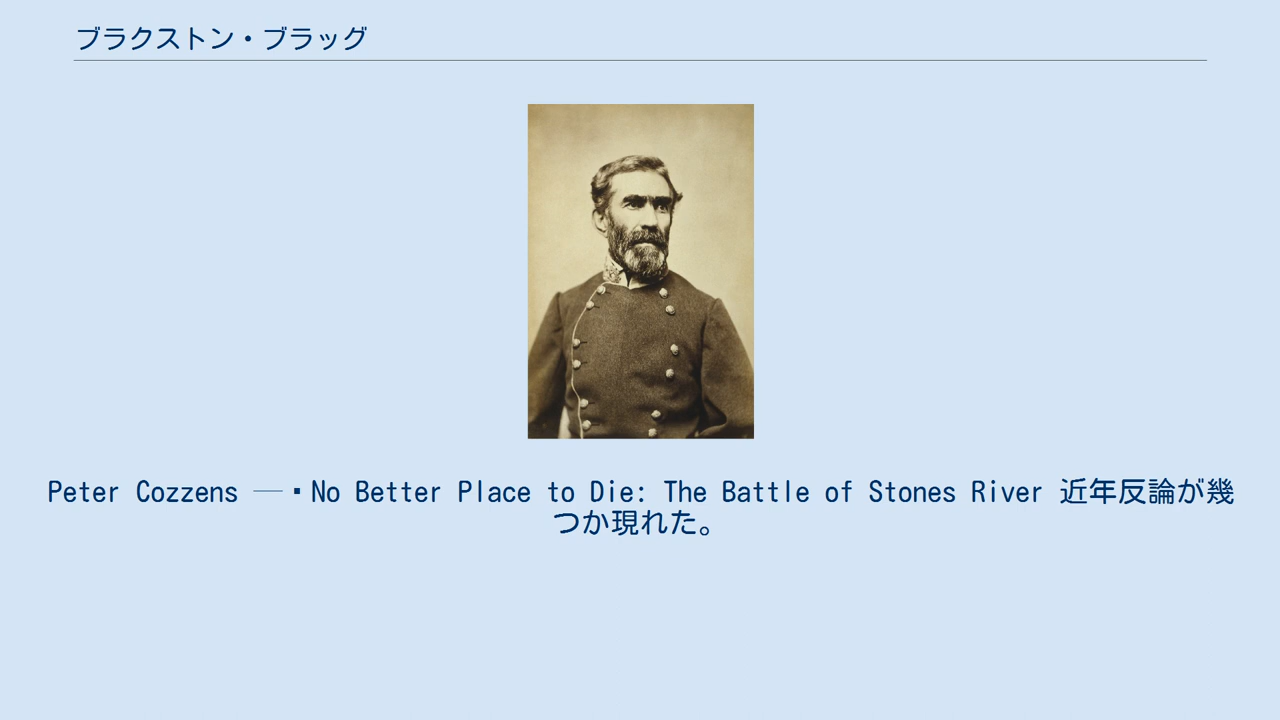 ブラクストン・ブラッグ
Peter Cozzens ―▪No Better Place to Die: The Battle of Stones River 近年反論が幾
つか現れた。